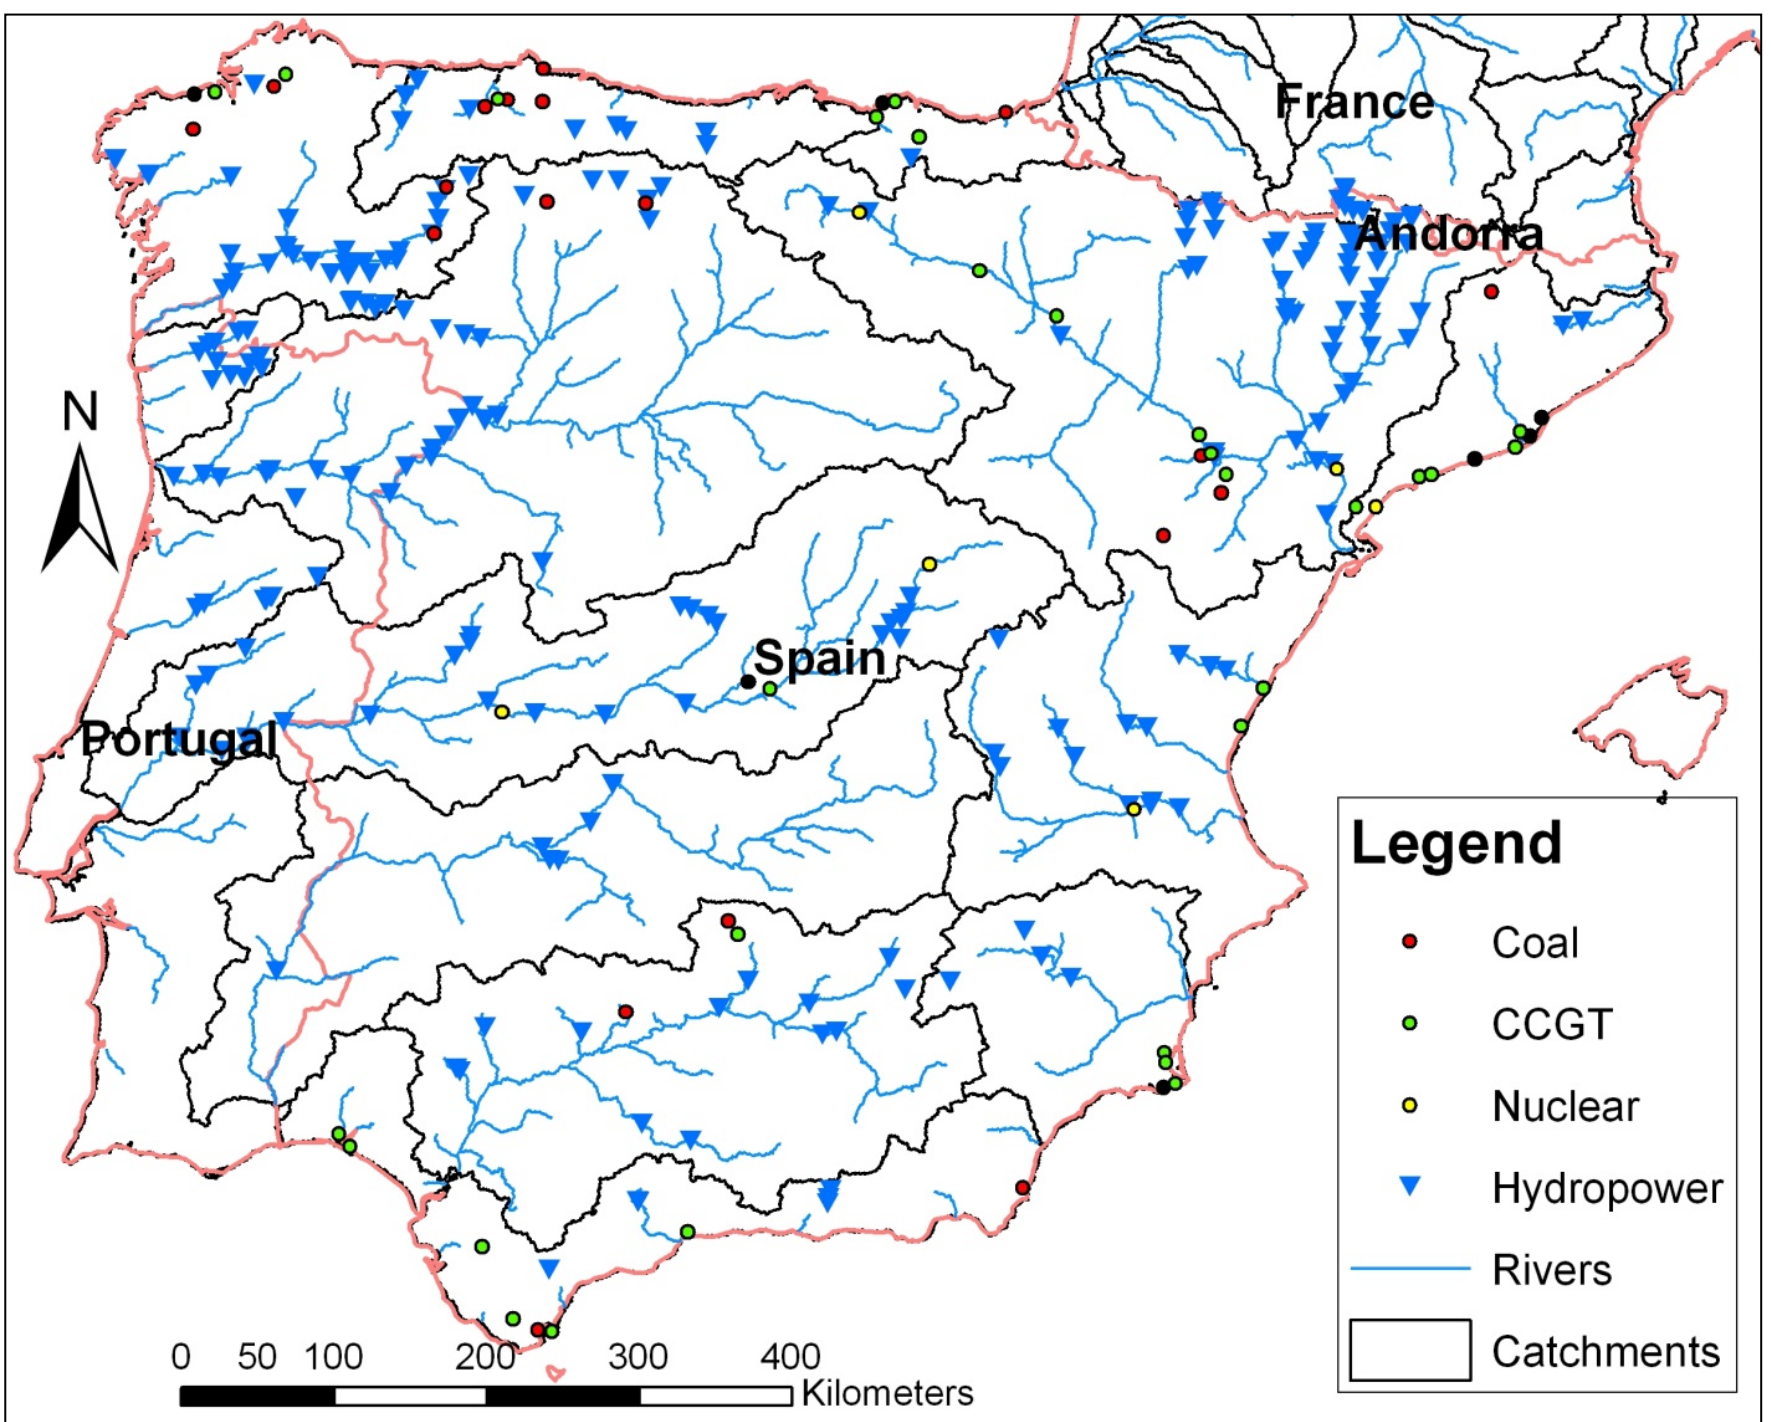 France
Andorra
N
Spain
Portugal
Legend
Coal
CCGT
Nuclear
Hydropower
Rivers
Catchments
0 50 100 200 300 400
Kilometers